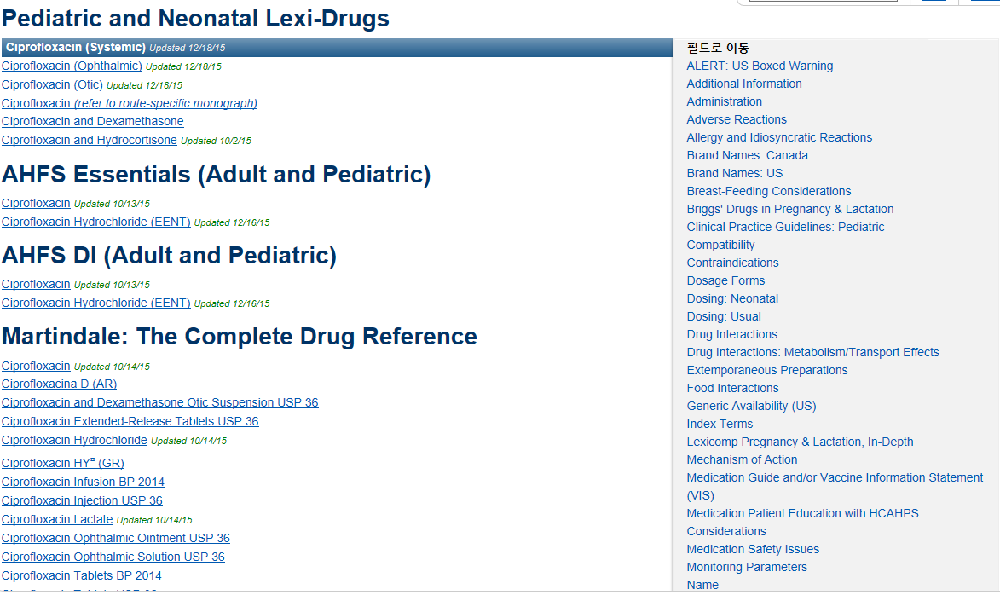 Pediatric and Neonatal Lexi-Drugs
Ciprofloxacin (Systemic) Updated 12/18/15
Ciprofloxacin (Ophthalmic) Updated 12/18/15
Ciprofloxacin (Otic) Updated 12/18/15
Ciprofloxacin (refer to route-specific monograph)
Ciprofloxacin and Dexamethasone
Ciprofloxacin and Hydrocortisone Updated 10/2/15
AHFS Essentials (Adult and Pediatric)
Ciprofloxacin Updated 10/13/15
Ciprofloxacin Hydrochloride (EENT) Updated 12/16/15
AHFS DI (Adult and Pediatric)
Ciprofloxacin Updated 10/13/15
Ciprofloxacin Hydrochloride (EENT) Updated 12/16/15
Martindale: The Complete Drug Reference
Ciprofloxacin Updated 10/14/15
Ciprofloxacina D (AR)
Ciprofloxacin and Dexamethasone Otic Suspension USP 36
Ciprofloxacin Extended-Release Tablets USP 36
Ciprofloxacin Hydrochloride Updated 10/14/15
Ciprofloxacin HY¤ (GR)
Ciprofloxacin Infusion BP 2014
Ciprofloxacin Injection USP 36
Ciprofloxacin Lactate Updated 10/14/15
Ciprofloxacin Ophthalmic Ointment USP 36
Ciprofloxacin Ophthalmic Solution USP 36
Ciprofloxacin Tablets BP 2014
필드로 이동
ALERT: US Boxed Warning
Additional Information
Administration
Adverse Reactions
Allergy and Idiosyncratic Reactions
Brand Names: Canada
Brand Names: US
Breast-Feeding Considerations
Briggs' Drugs in Pregnancy & Lactation
Clinical Practice Guidelines: Pediatric
Compatibility
Contraindications
Dosage Forms
Dosing: Neonatal
Dosing: Usual
Drug Interactions
Drug Interactions: Metabolism/Transport Effects
Extemporaneous Preparations
Food Interactions
Generic Availability (US)
Index Terms
Lexicomp Pregnancy & Lactation, In-Depth
Mechanism of Action
Medication Guide and/or Vaccine Information Statement
(VIS)
Medication Patient Education with HCAHPS
Considerations
Medication Safety Issues
Monitoring Parameters
Name